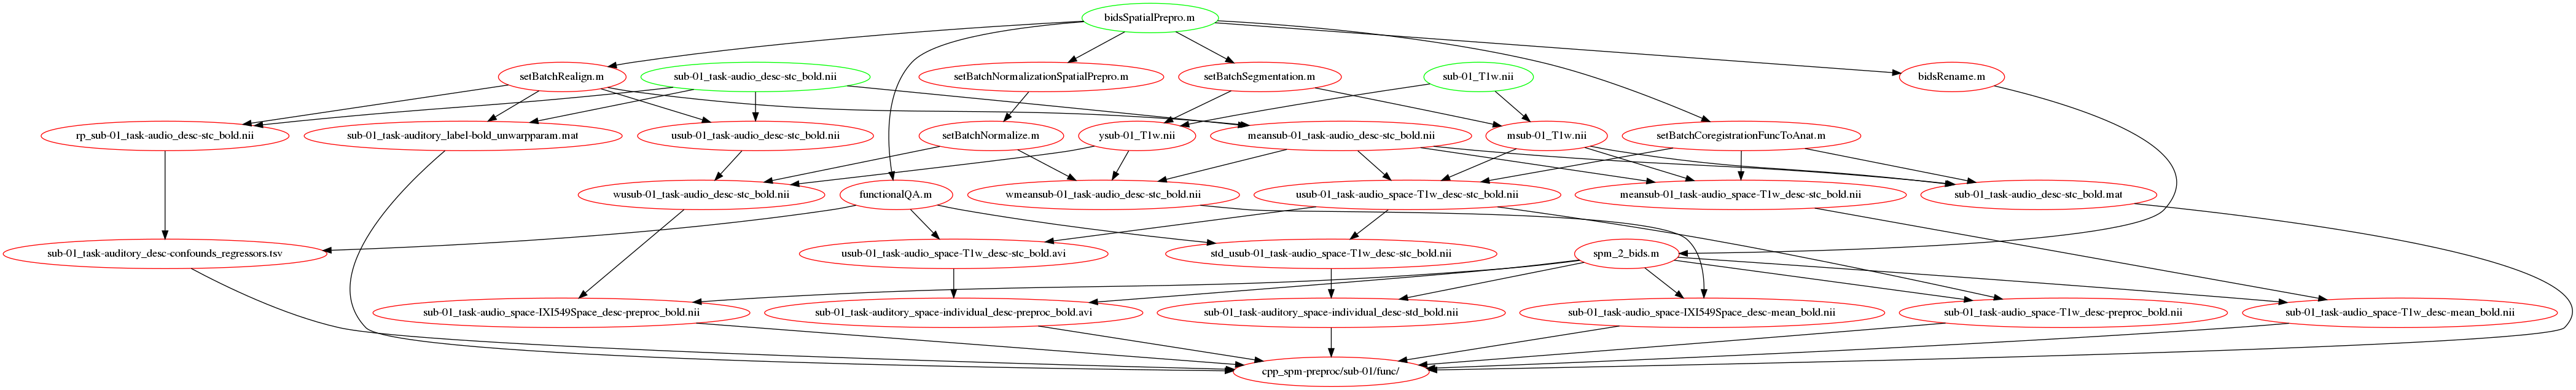 bidsSpatialPrepro.m
setBatchRealign.m
sub-01_task-audio_desc-stc_bold.nii
setBatchNormalizationSpatialPrepro.m
setBatchSegmentation.m
sub-01_T1w.nii
bidsRename.m
rp_sub-01_task-audio_desc-stc_bold.nii
sub-01_task-auditory_label-bold_unwarpparam.mat
usub-01_task-audio_desc-stc_bold.nii
setBatchNormalize.m
ysub-01_T1w.nii
meansub-01_task-audio_desc-stc_bold.nii
msub-01_T1w.nii
setBatchCoregistrationFuncToAnat.m
wusub-01_task-audio_desc-stc_bold.nii
functionalQA.m
wmeansub-01_task-audio_desc-stc_bold.nii
usub-01_task-audio_space-T1w_desc-stc_bold.nii
meansub-01_task-audio_space-T1w_desc-stc_bold.nii
sub-01_task-audio_desc-stc_bold.mat
sub-01_task-auditory_desc-confounds_regressors.tsv
usub-01_task-audio_space-T1w_desc-stc_bold.avi
std_usub-01_task-audio_space-T1w_desc-stc_bold.nii
spm_2_bids.m
sub-01_task-audio_space-IXI549Space_desc-preproc_bold.nii
sub-01_task-auditory_space-individual_desc-preproc_bold.avi
sub-01_task-auditory_space-individual_desc-std_bold.nii
sub-01_task-audio_space-IXI549Space_desc-mean_bold.nii
sub-01_task-audio_space-T1w_desc-preproc_bold.nii
sub-01_task-audio_space-T1w_desc-mean_bold.nii
cpp_spm-preproc/sub-01/func/